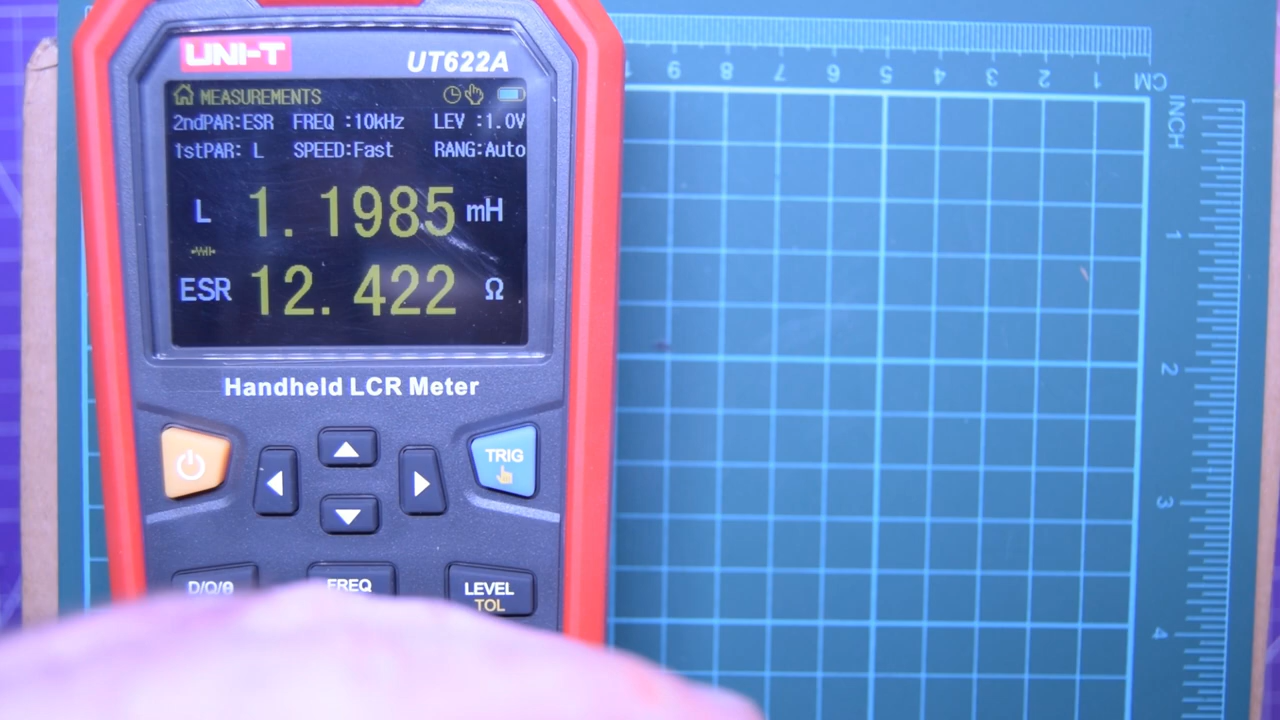 UNI-T
UT622A
MEASUREMENTS
2ndPAR:ESR FREQ :10kHz LEV :1.0V
1stPAR: L SPEED:Fast RANG:Auto
L 1.1985 mH
ESR 12.422 Ω
Handheld LCR Meter
TRIG
D/Q/θ FREQ LEVEL
TOL
9 8 7 6 5 4 3 2 1 CM
INCH
1
2
3
4